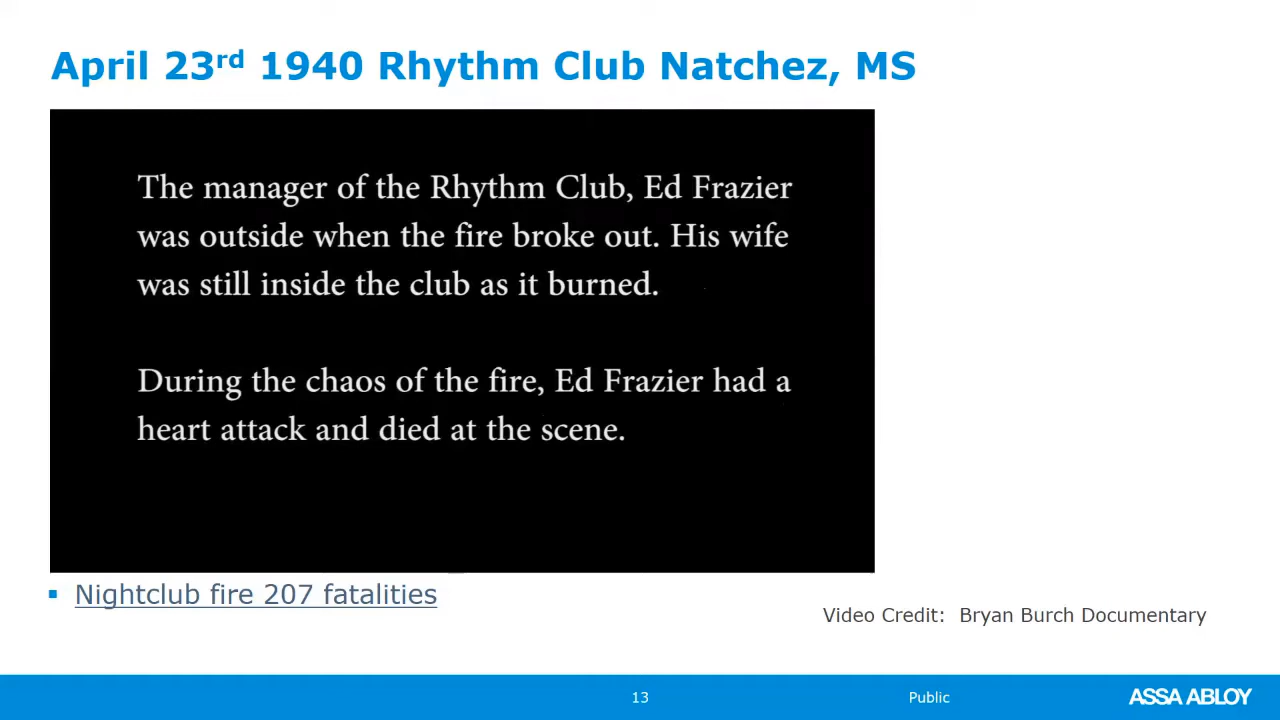 April 23rd 1940 Rhythm Club Natchez, MS
The manager of the Rhythm Club, Ed Frazier
was outside when the fire broke out. His wife
was still inside the club as it burned.
During the chaos of the fire, Ed Frazier had a
heart attack and died at the scene.
▪ Nightclub fire 207 fatalities
Video Credit: Bryan Burch Documentary
13
Public
ASSA ABLOY